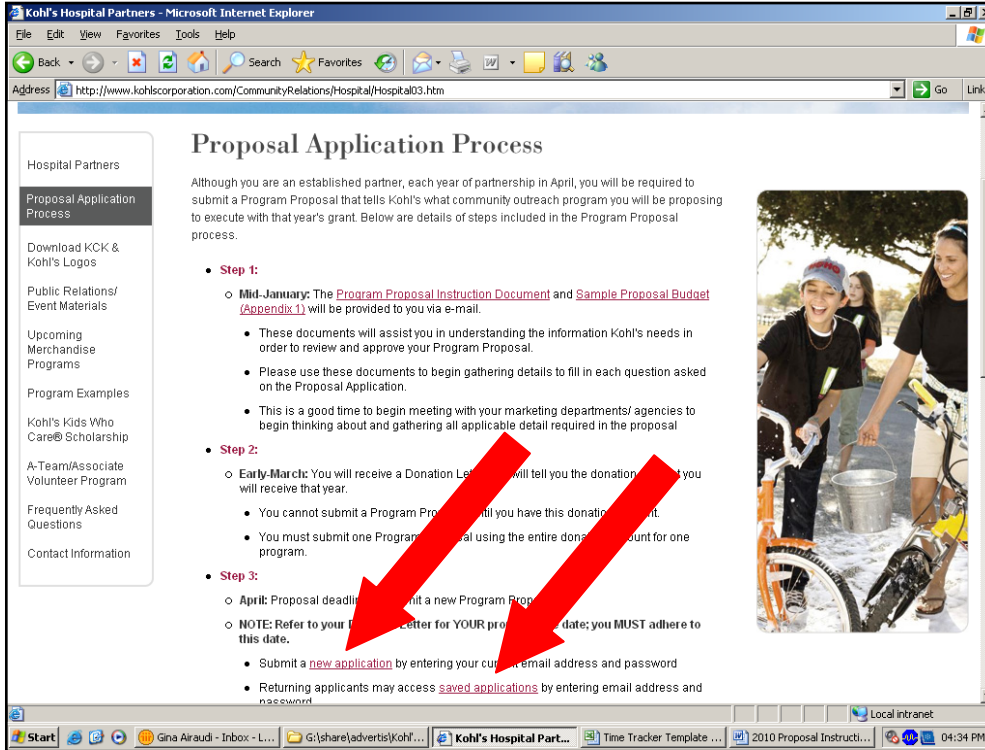 Kohl's Hospital Partners - Microsoft Internet Explorer
File Edit View Favorites Tools Help
Back Search Favorites
Address http://www.kohlscorporation.com/CommunityRelations/Hospital/Hospital03.htm Go Link
Hospital Partners
Proposal Application
Process
Download KCK &
Kohl's Logos
Public Relations/
Event Materials
Upcoming
Merchandise
Programs
Program Examples
Kohl's Kids Who
Care® Scholarship
A-Team/Associate
Volunteer Program
Frequently Asked
Questions
Contact Information
Proposal Application Process
Although you are an established partner, each year of partnership in April, you will be required to
submit a Program Proposal that tells Kohl's what community outreach program you will be proposing
to execute with that year's grant. Below are details of steps included in the Program Proposal
process.
Step 1:
Mid-January: The Program Proposal Instruction Document and Sample Proposal Budget
(Appendix 1) will be provided to you via e-mail.
These documents will assist you in understanding the information Kohl's needs in
order to review and approve your Program Proposal.
Please use these documents to begin gathering details to fill in each question asked
on the Proposal Application.
This is a good time to begin meeting with your marketing departments/ agencies to
begin thinking about and gathering all applicable detail required in the proposal
Step 2:
Early-March: You will receive a Donation will tell you the donation you
will receive that year.
You cannot submit a Program until you have this donation
You must submit one Program using the entire for one
program.
Step 3:
April: Proposal a new Program
NOTE: Refer to your Letter for YOUR date; you MUST adhere to
this date.
Submit a new application by entering your email address and password
Returning applicants may access saved applications by entering email address and
password
Local intranet
Start Gina Airaudi - Inbox - L... G:\share\advertis\Kohl'... Kohl's Hospital Part... Time Tracker Template ... 2010 Proposal Instructi... 04:34 PM